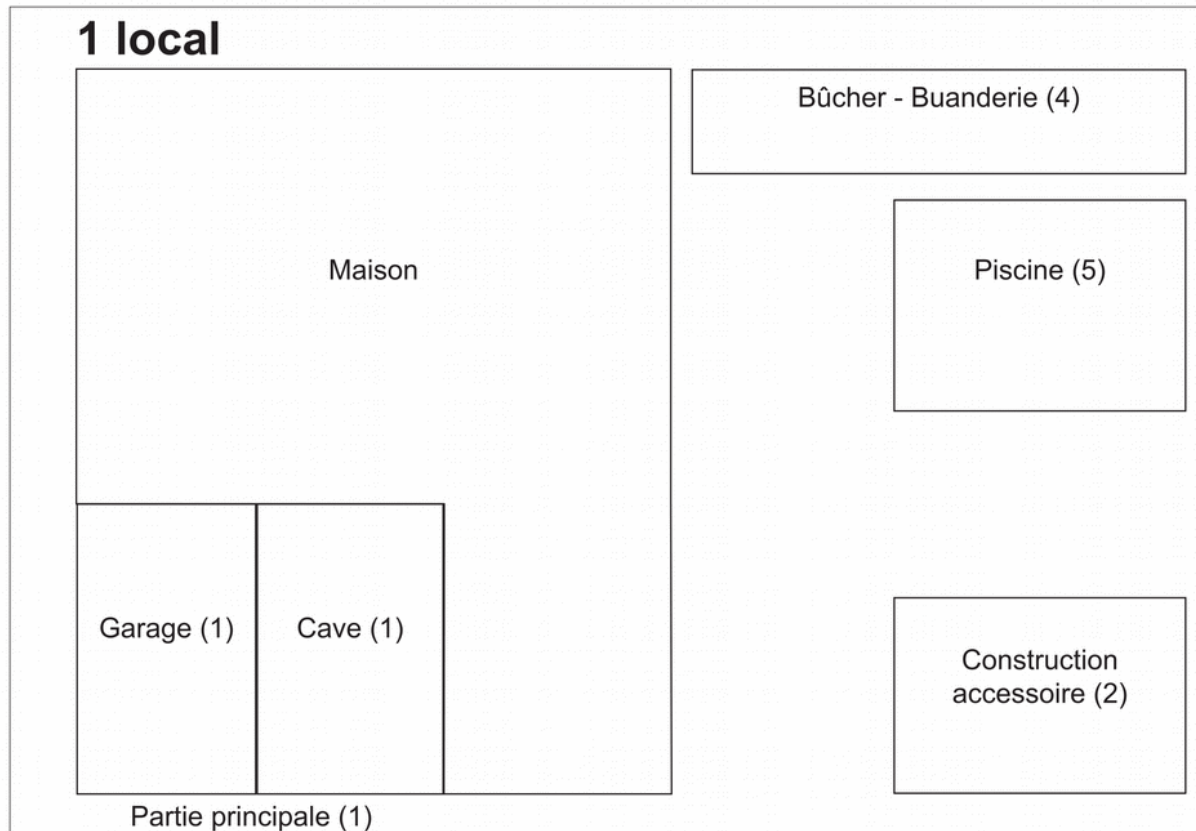 1 local
Bûcher - Buanderie (4)
Maison
Piscine (5)
Garage (1)
Cave (1)
Construction
accessoire (2)
Partie principale (1)